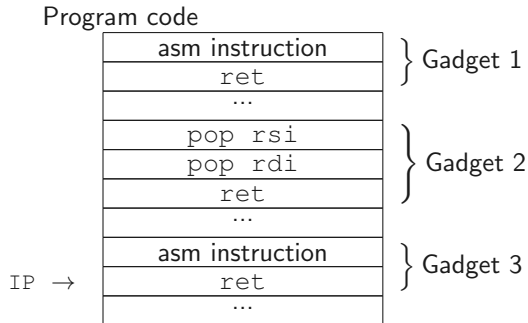 Program code
asm instruction
ret
...
Gadget 1
pop rsi
pop rdi
ret
...
Gadget 2
asm instruction
ret
...
Gadget 3
IP →